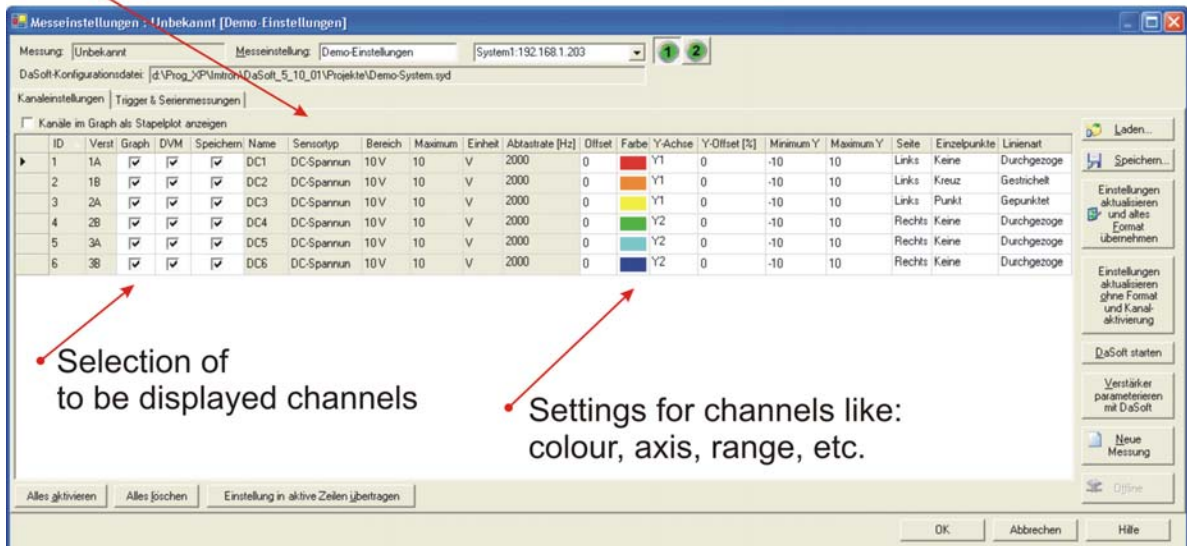 Messeinstellungen : Unbekannt [Demo-Einstellungen]
Messung: Unbekannt Messeinstellung: Demo-Einstellungen System1:192.168.1.203 1 2
DaSoft-Konfigurationsdatei: d:\Prog_XP\Imtron\DaSoft_5_10_01\Projekte\Demo-System.syd
Kanaleinstellungen Trigger & Serienmessungen
Kanäle im Graph als Stapelplot anzeigen
ID Verst Graph DVM Speichern Name Sensortyp Bereich Maximum Einheit Abtastrate [Hz] Offset Farbe Y-Achse Y-Offset [%] Minimum Y Maximum Y Seite Einzelpunkte Linienart
1 1A DC1 DC-Spannun 10 V 10 V 2000 0 Y1 0 -10 10 Links Keine Durchgezoge
2 1B DC2 DC-Spannun 10 V 10 V 2000 0 Y1 0 -10 10 Links Kreuz Gestrichelt
3 2A DC3 DC-Spannun 10 V 10 V 2000 0 Y1 0 -10 10 Links Punkt Gepunktet
4 2B DC4 DC-Spannun 10 V 10 V 2000 0 Y2 0 -10 10 Rechts Keine Durchgezoge
5 3A DC5 DC-Spannun 10 V 10 V 2000 0 Y2 0 -10 10 Rechts Keine Durchgezoge
6 3B DC6 DC-Spannun 10 V 10 V 2000 0 Y2 0 -10 10 Rechts Keine Durchgezoge
Selection of
to be displayed channels
Settings for channels like:
colour, axis, range, etc.
Laden...
Speichern...
Einstellungen
aktualisieren
und altes
Format
übernehmen
Einstellungen
aktualisieren
ohne Format
und Kanal-
aktivierung
DaSoft starten
Verstärker
parameterieren
mit DaSoft
Neue
Messung
Offline
Alles aktivieren Alles löschen Einstellung in aktive Zeilen übertragen
OK Abbrechen Hilfe